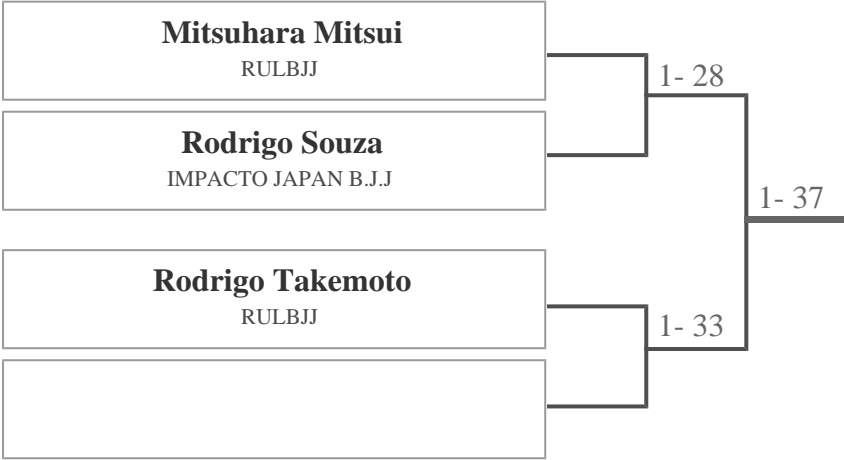 Mitsuhara Mitsui
RULBJJ
1- 28
Rodrigo Souza
IMPACTO JAPAN B.J.J
1- 37
Rodrigo Takemoto
RULBJJ
1- 33